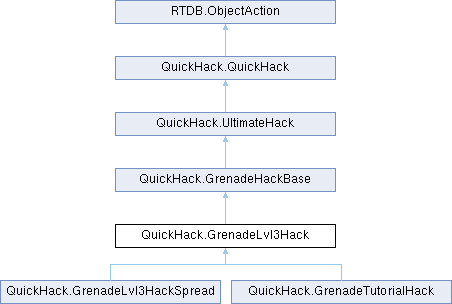 RTDB.ObjectAction
QuickHack.QuickHack
QuickHack.UltimateHack
QuickHack.GrenadeHackBase
QuickHack.GrenadeLvl3Hack
QuickHack.GrenadeLvl3HackSpread
QuickHack.GrenadeTutorialHack